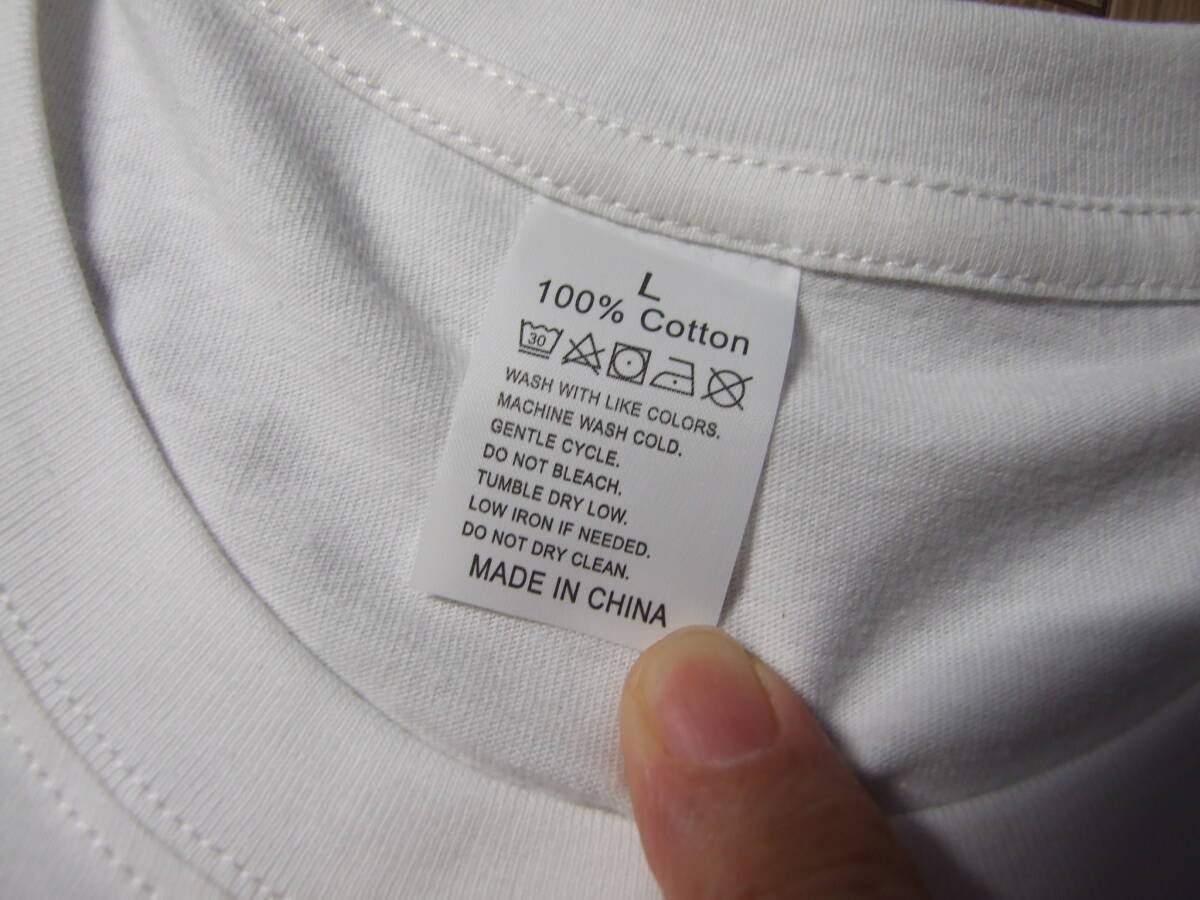 L
100% Cotton
30
WASH WITH LIKE COLORS.
MACHINE WASH COLD.
GENTLE CYCLE.
DO NOT BLEACH.
TUMBLE DRY LOW.
LOW IRON IF NEEDED.
DO NOT DRY CLEAN.
MADE IN CHINA